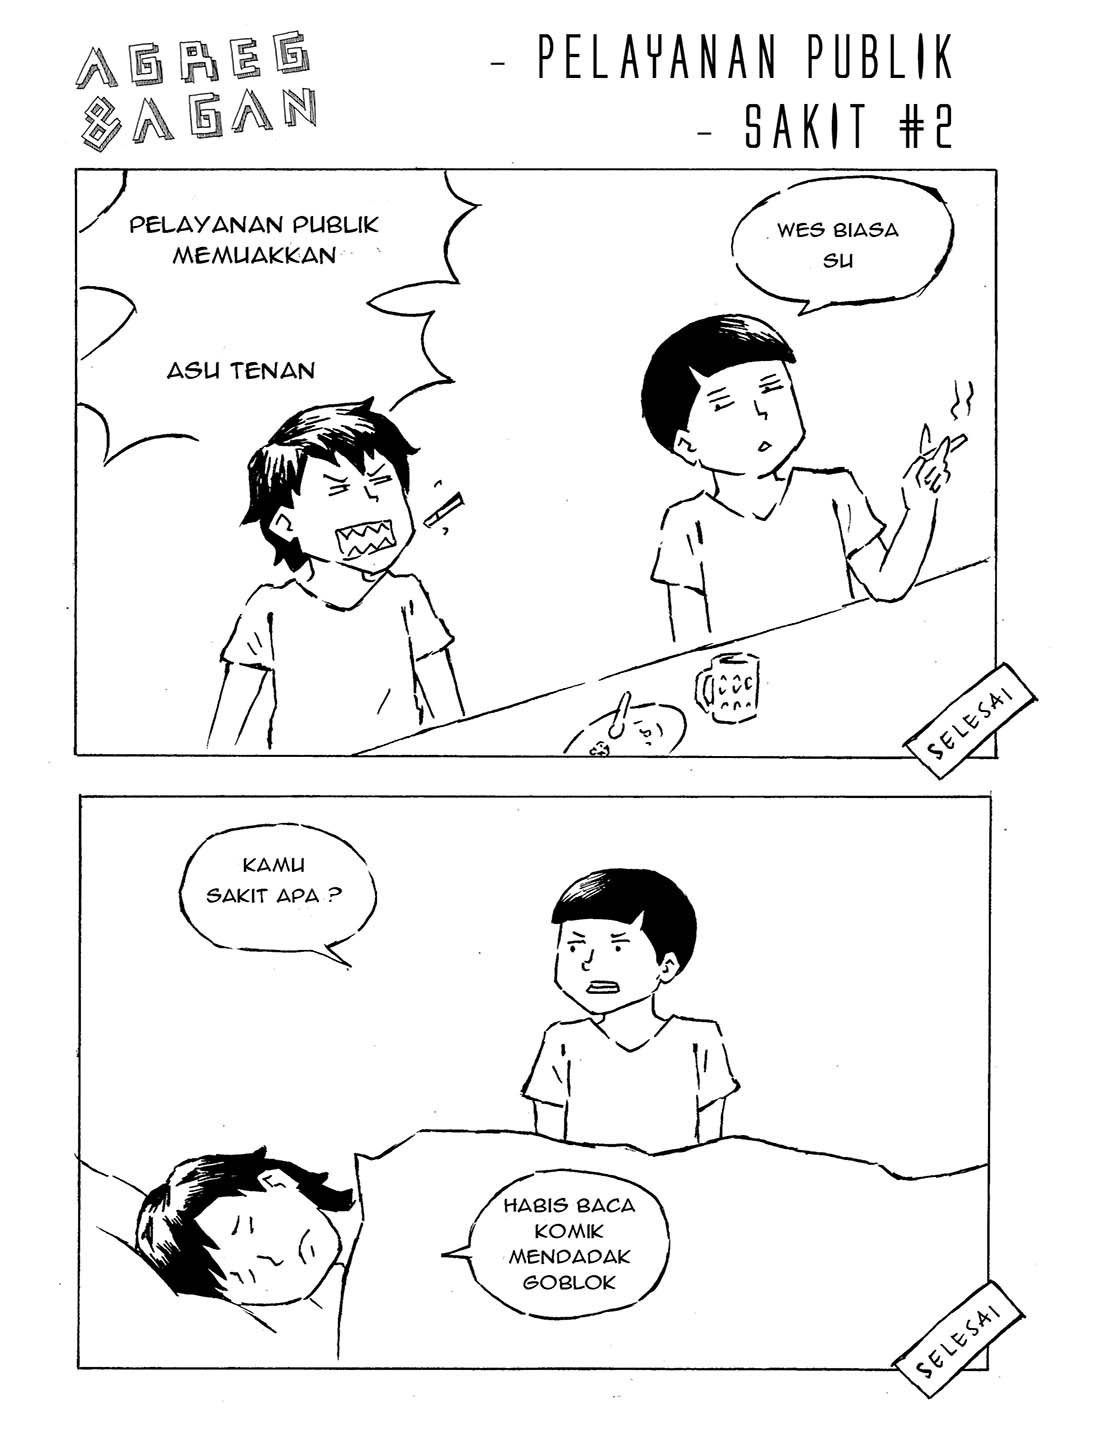 AGREG
& AGAN
- PELAYANAN PUBLIK
- SAKIT #2
PELAYANAN PUBLIK
MEMUAKKAN
ASU TENAN
WES BIASA
SU
SELESAI
KAMU
SAKIT APA ?
HABIS BACA
KOMIK
MENDADAK
GOBLOK
SELESAI